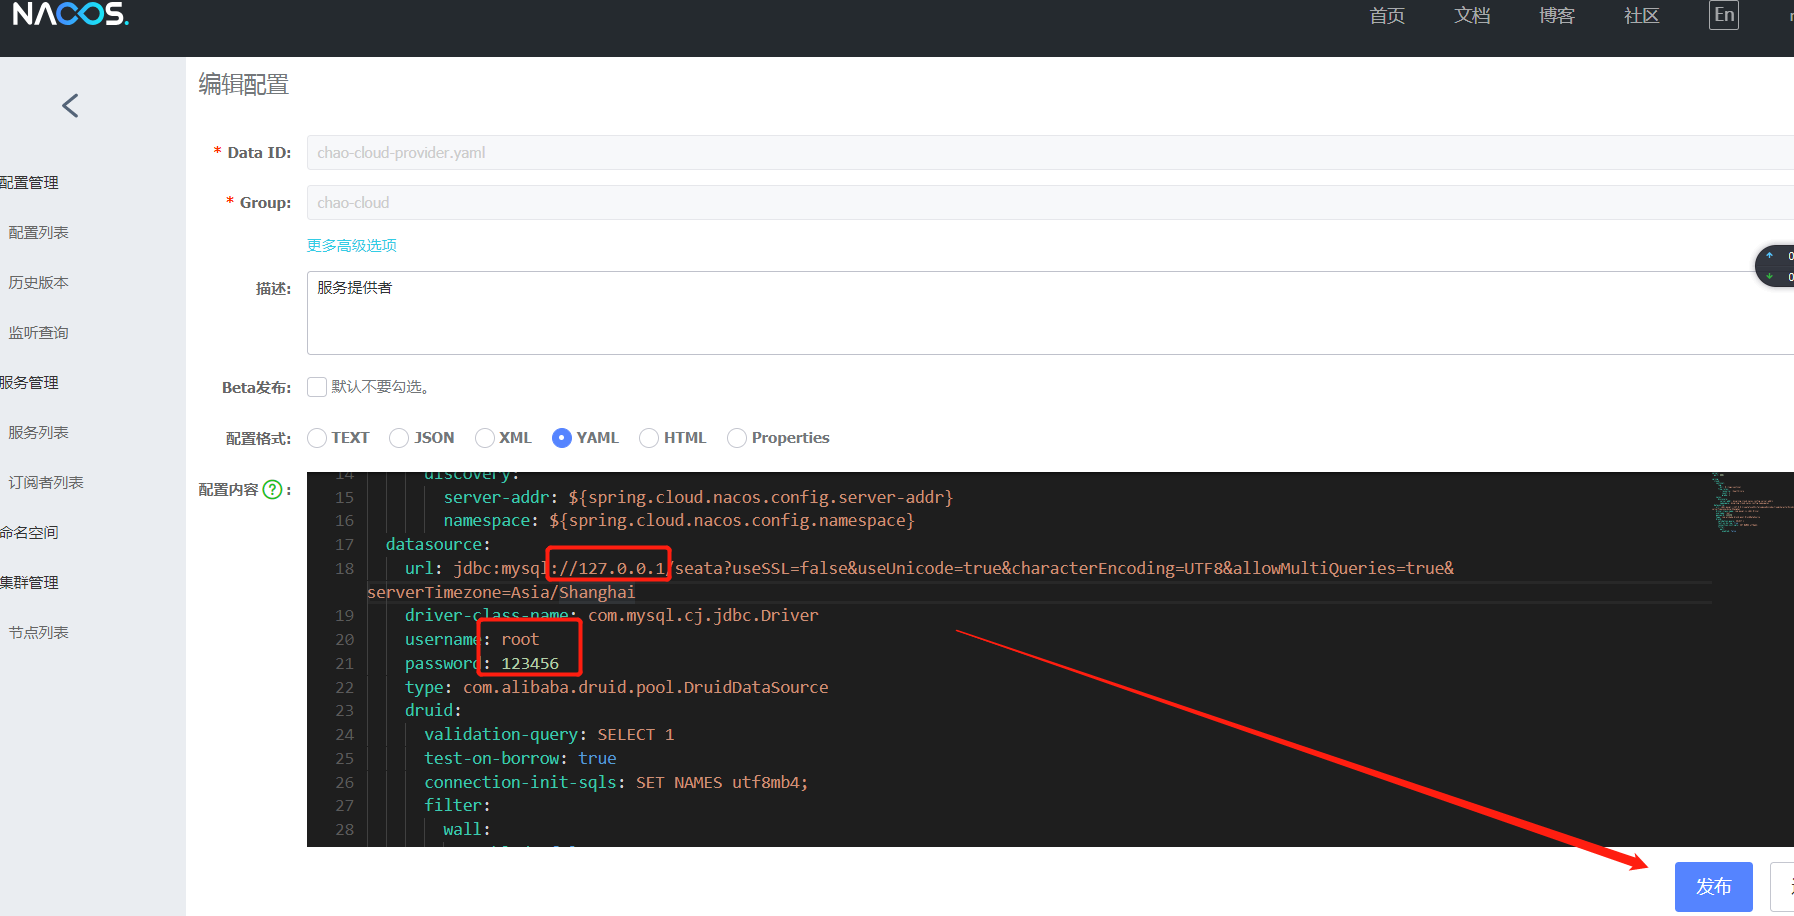 NACOS.
首页 文档 博客 社区 En
编辑配置
* Data ID: chao-cloud-provider.yaml
配置管理
* Group: chao-cloud
配置列表
更多高级选项
历史版本
描述: 服务提供者
监听查询
服务管理
Beta发布: 默认不要勾选。
服务列表
配置格式: TEXT JSON XML YAML HTML Properties
订阅者列表
命名空间
集群管理
节点列表
配置内容 ? :
14 discovery:
15 server-addr: ${spring.cloud.nacos.config.server-addr}
16 namespace: ${spring.cloud.nacos.config.namespace}
17 datasource:
18 url: jdbc:mysql://127.0.0.1/seata?useSSL=false&useUnicode=true&characterEncoding=UTF8&allowMultiQueries=true&
serverTimezone=Asia/Shanghai
19 driver-class-name: com.mysql.cj.jdbc.Driver
20 username: root
21 password: 123456
22 type: com.alibaba.druid.pool.DruidDataSource
23 druid:
24 validation-query: SELECT 1
25 test-on-borrow: true
26 connection-init-sqls: SET NAMES utf8mb4;
27 filter:
28 wall:
发布